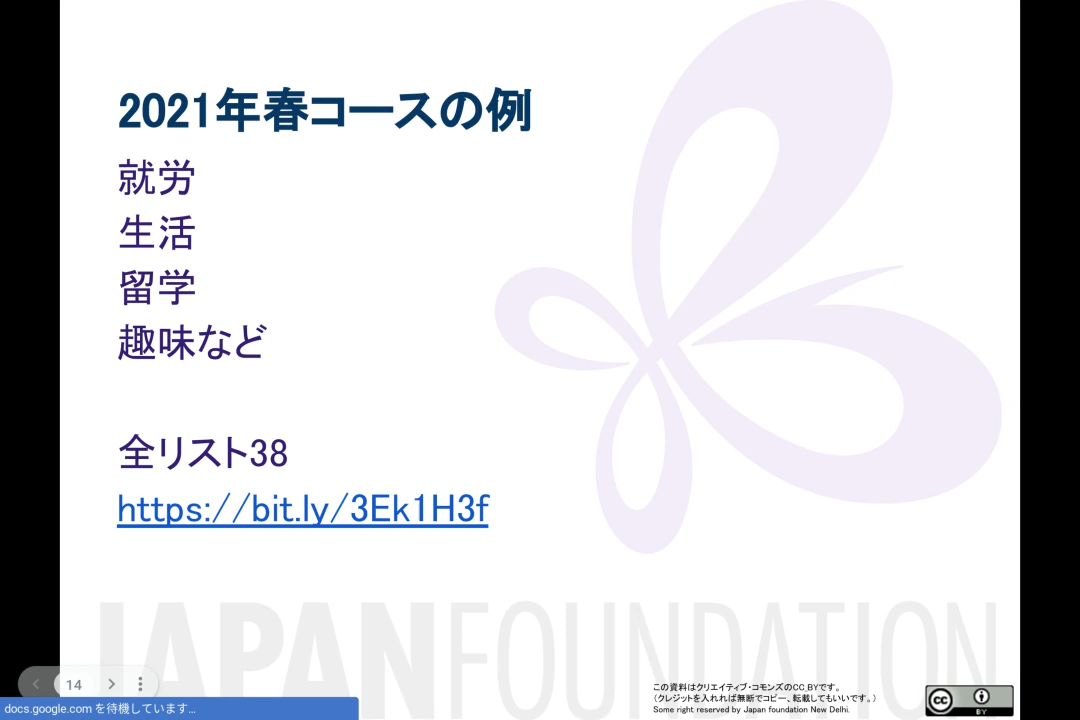 2021年春コースの例
就労
生活
留学
趣味など
全リスト38
https://bit.ly/3Ek1H3f
JAPAN FOUNDATION
14
docs.google.com を待機しています...
この資料はクリエイティブ・コモンズのCC BYです。
（クレジットを入れれば無断でコピー、転載してもいいです。）
Some right reserved by Japan foundation New Delhi.
cc
BY